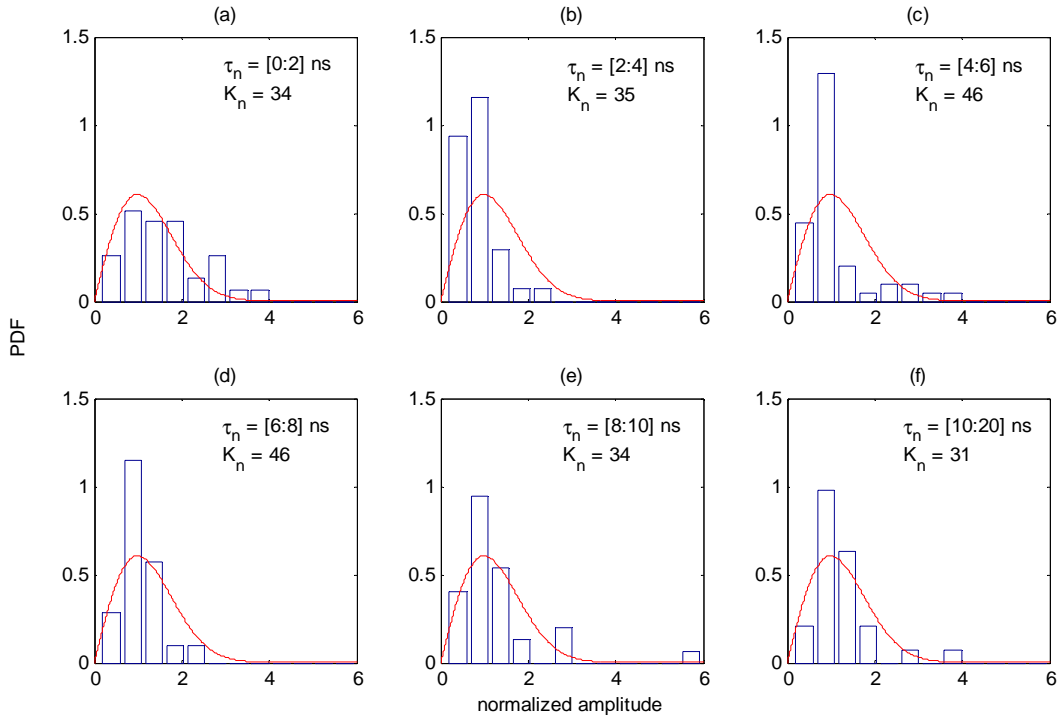 (a)
1.5
1
0.5
0
0
2
4
6
τn = [0:2] ns
Kn = 34
(b)
1.5
1
0.5
0
0
2
4
6
τn = [2:4] ns
Kn = 35
(c)
1.5
1
0.5
0
0
2
4
6
τn = [4:6] ns
Kn = 46
PDF
(d)
1.5
1
0.5
0
0
2
4
6
τn = [6:8] ns
Kn = 46
(e)
1.5
1
0.5
0
0
2
4
6
τn = [8:10] ns
Kn = 34
(f)
1.5
1
0.5
0
0
2
4
6
τn = [10:20] ns
Kn = 31
normalized amplitude